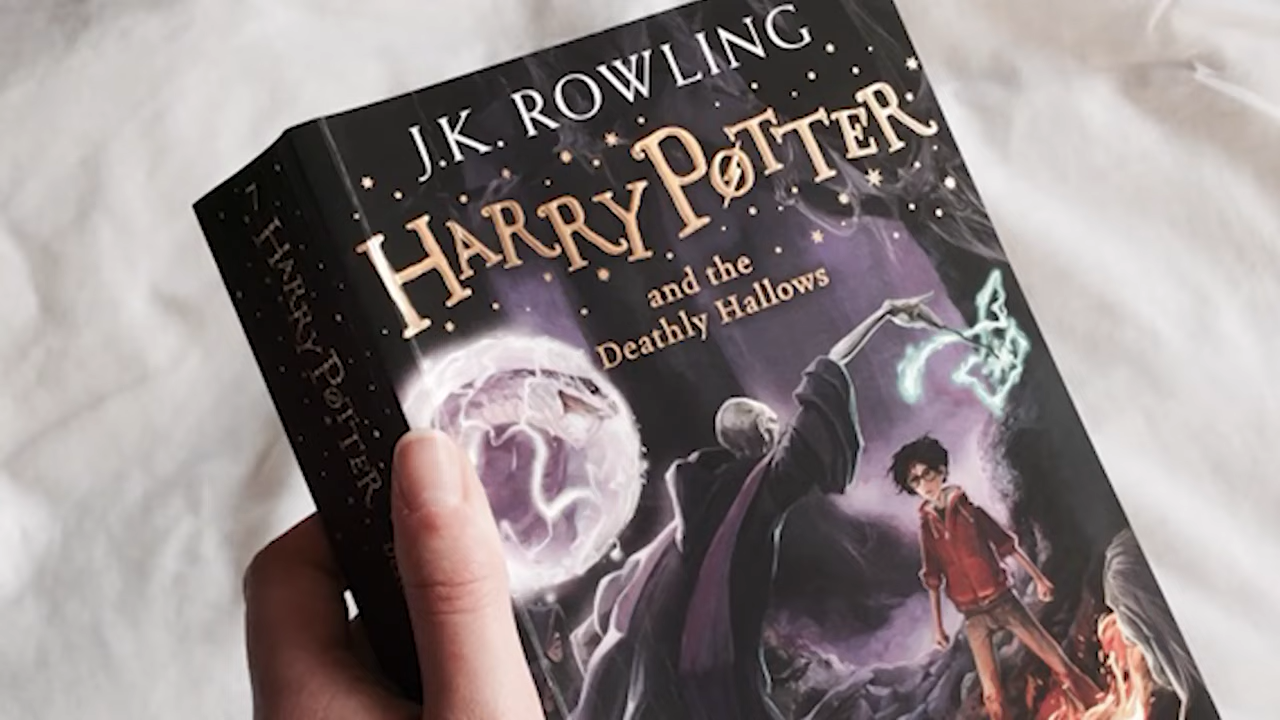 J.K. ROWLING
HARRY POTTER
and the
Deathly Hallows
7 HARRY POTTER